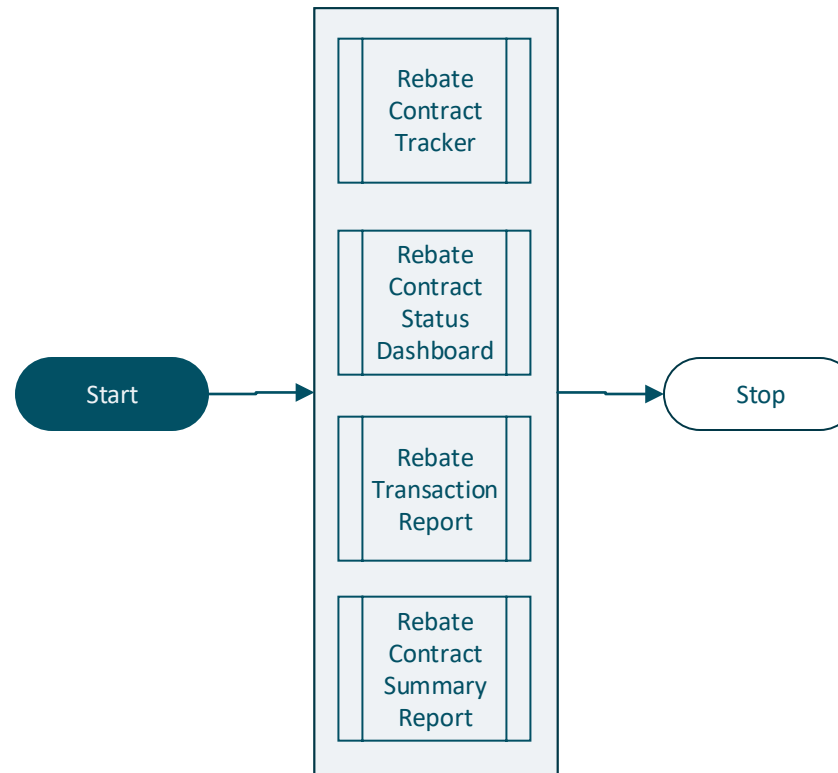 Rebate
Contract
Tracker
Rebate
Contract
Status
Dashboard
Start
Stop
Rebate
Transaction
Report
Rebate
Contract
Summary
Report